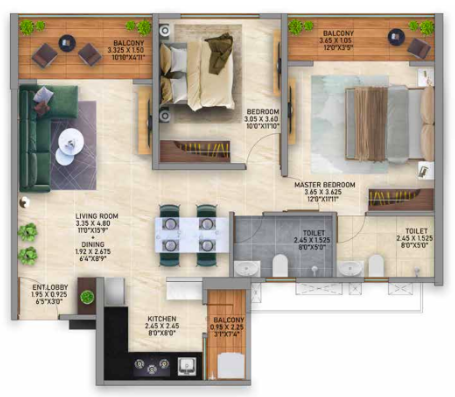 BALCONY
3.325 X 1.50
10'10"X4'11"
BALCONY
3.65 X 1.05
12'0"X3'5"
BEDROOM
3.05 X 3.60
10'0"X11'10"
MASTER BEDROOM
3.65 X 3.625
12'0"X11'11"
LIVING ROOM
3.35 X 4.80
11'0"X15'9"
+
DINING
1.92 X 2.675
6'4"X8'9"
TOILET
2.45 X 1.525
8'0"X5'0"
TOILET
2.45 X 1.525
8'0"X5'0"
ENT.LOBBY
1.95 X 0.925
6'5"X3'0"
KITCHEN
2.45 X 2.45
8'0"X8'0"
BALCONY
0.95 X 2.25
3'1"X7'4"